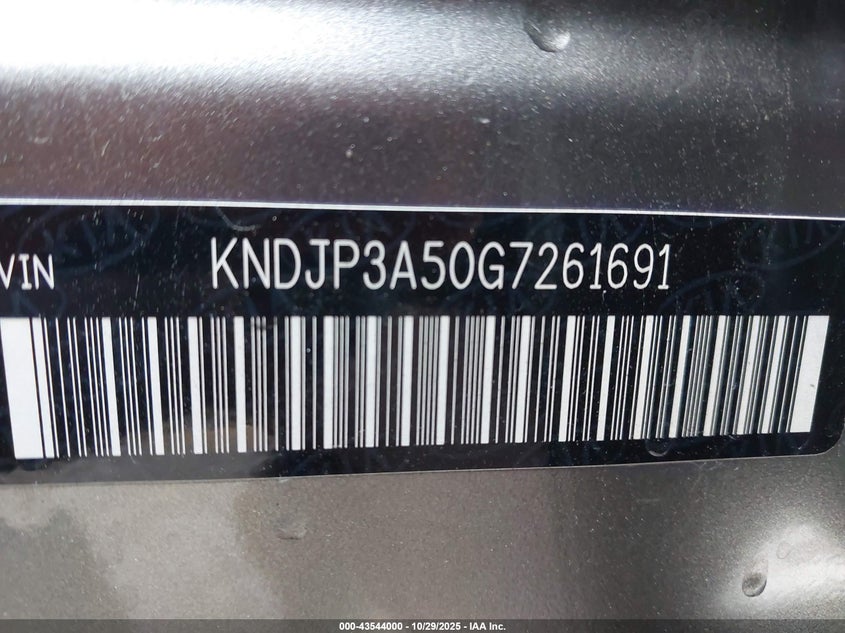 VIN KNDJP3A50G7261691
000-43544000 | 10/29/2025 - IAA Inc.